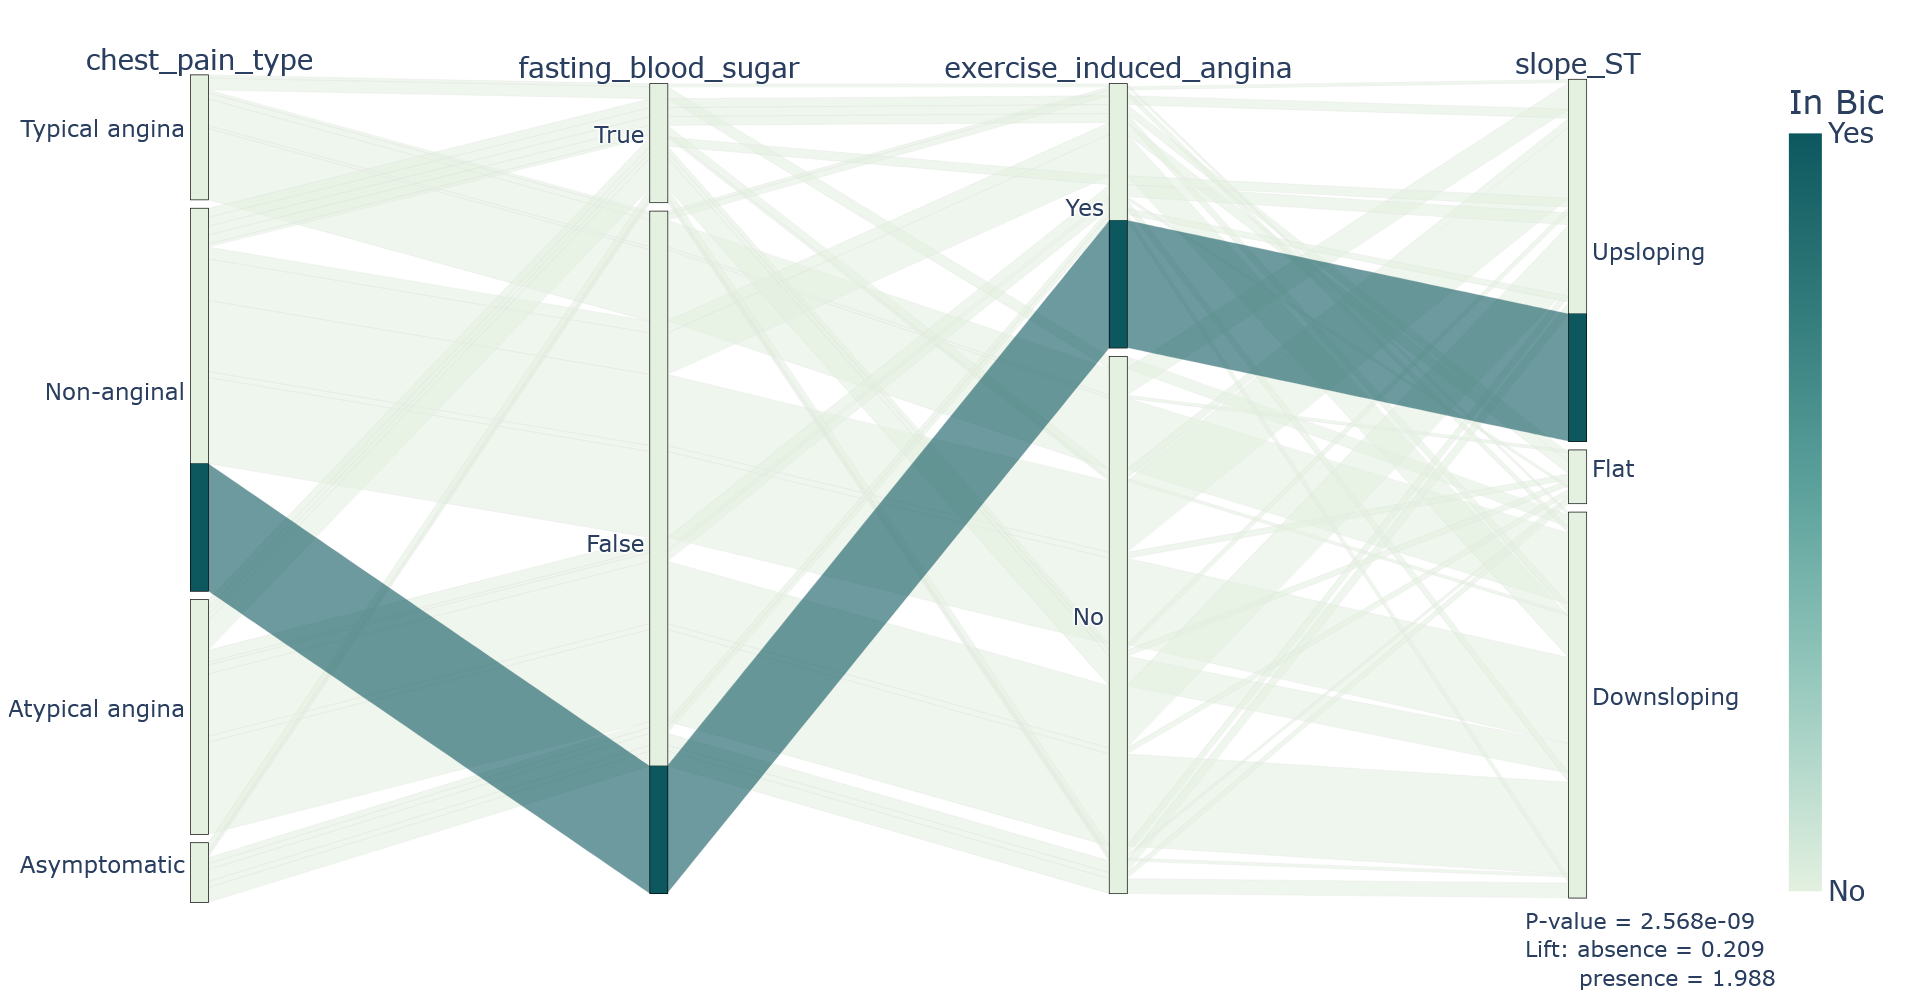 chest_pain_type
fasting_blood_sugar
exercise_induced_angina
slope_ST
In Bic
Yes
No
Typical angina
Non-anginal
Atypical angina
Asymptomatic
True
False
Yes
No
Upsloping
Flat
Downsloping
P-value = 2.568e-09
Lift: absence = 0.209
presence = 1.988